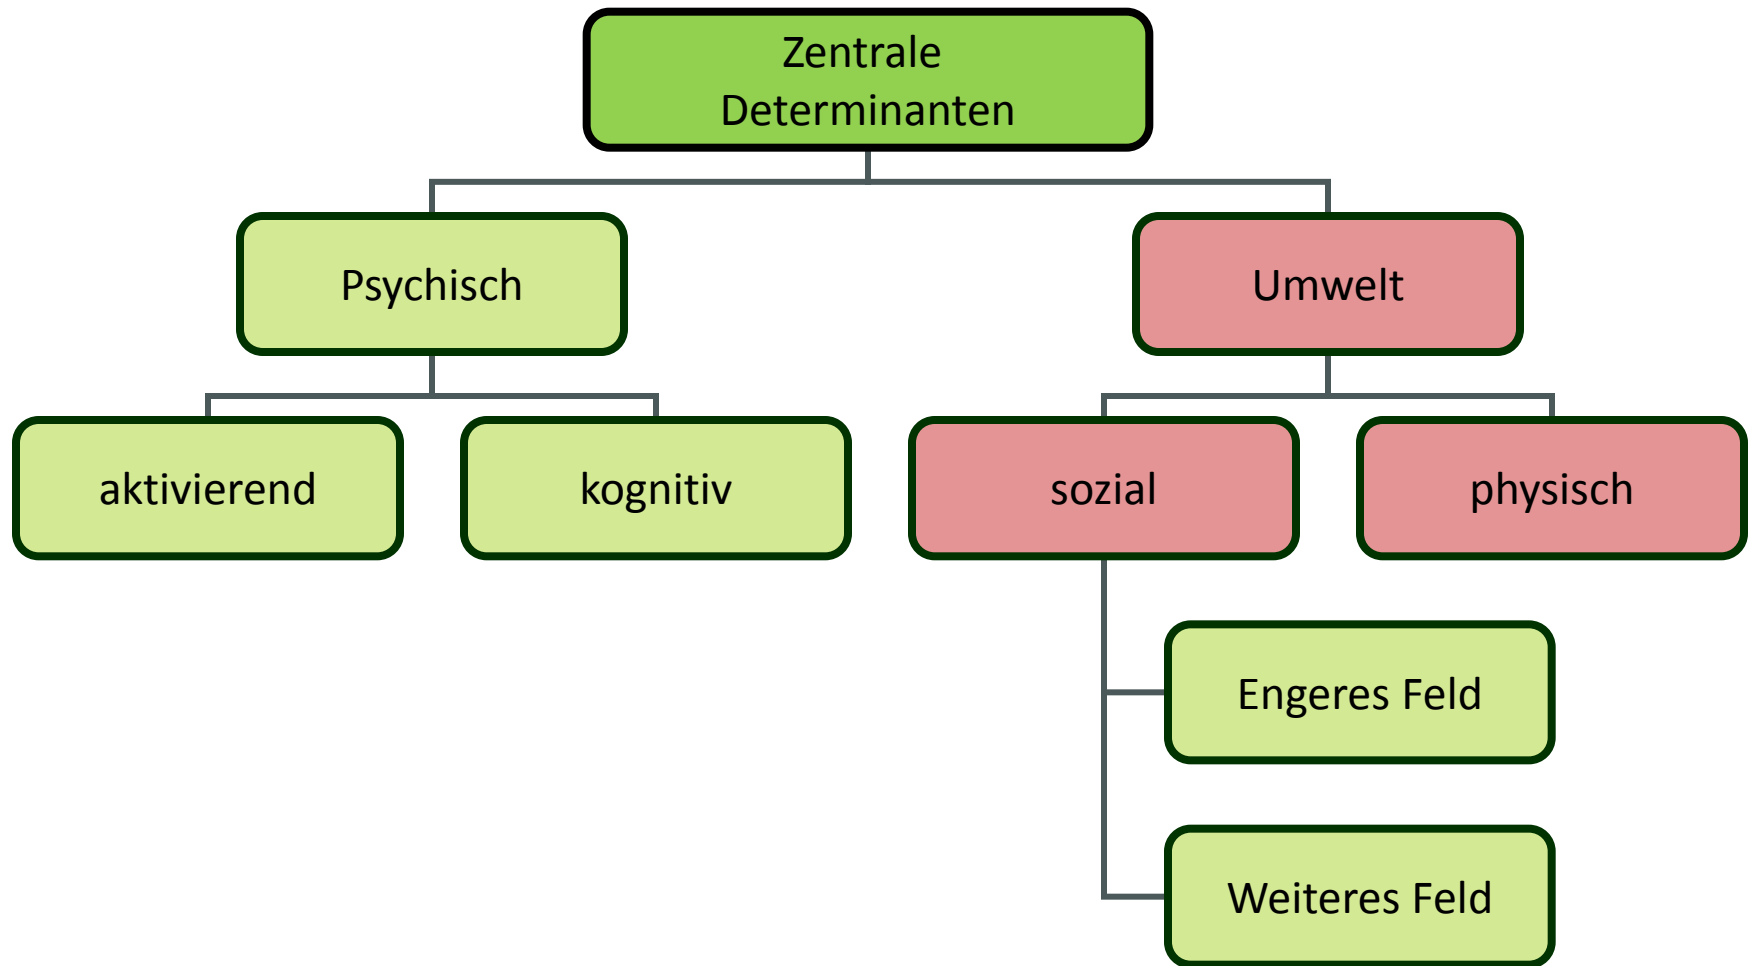 Zentrale
Determinanten
Psychisch
Umwelt
aktivierend
kognitiv
sozial
physisch
Engeres Feld
Weiteres Feld